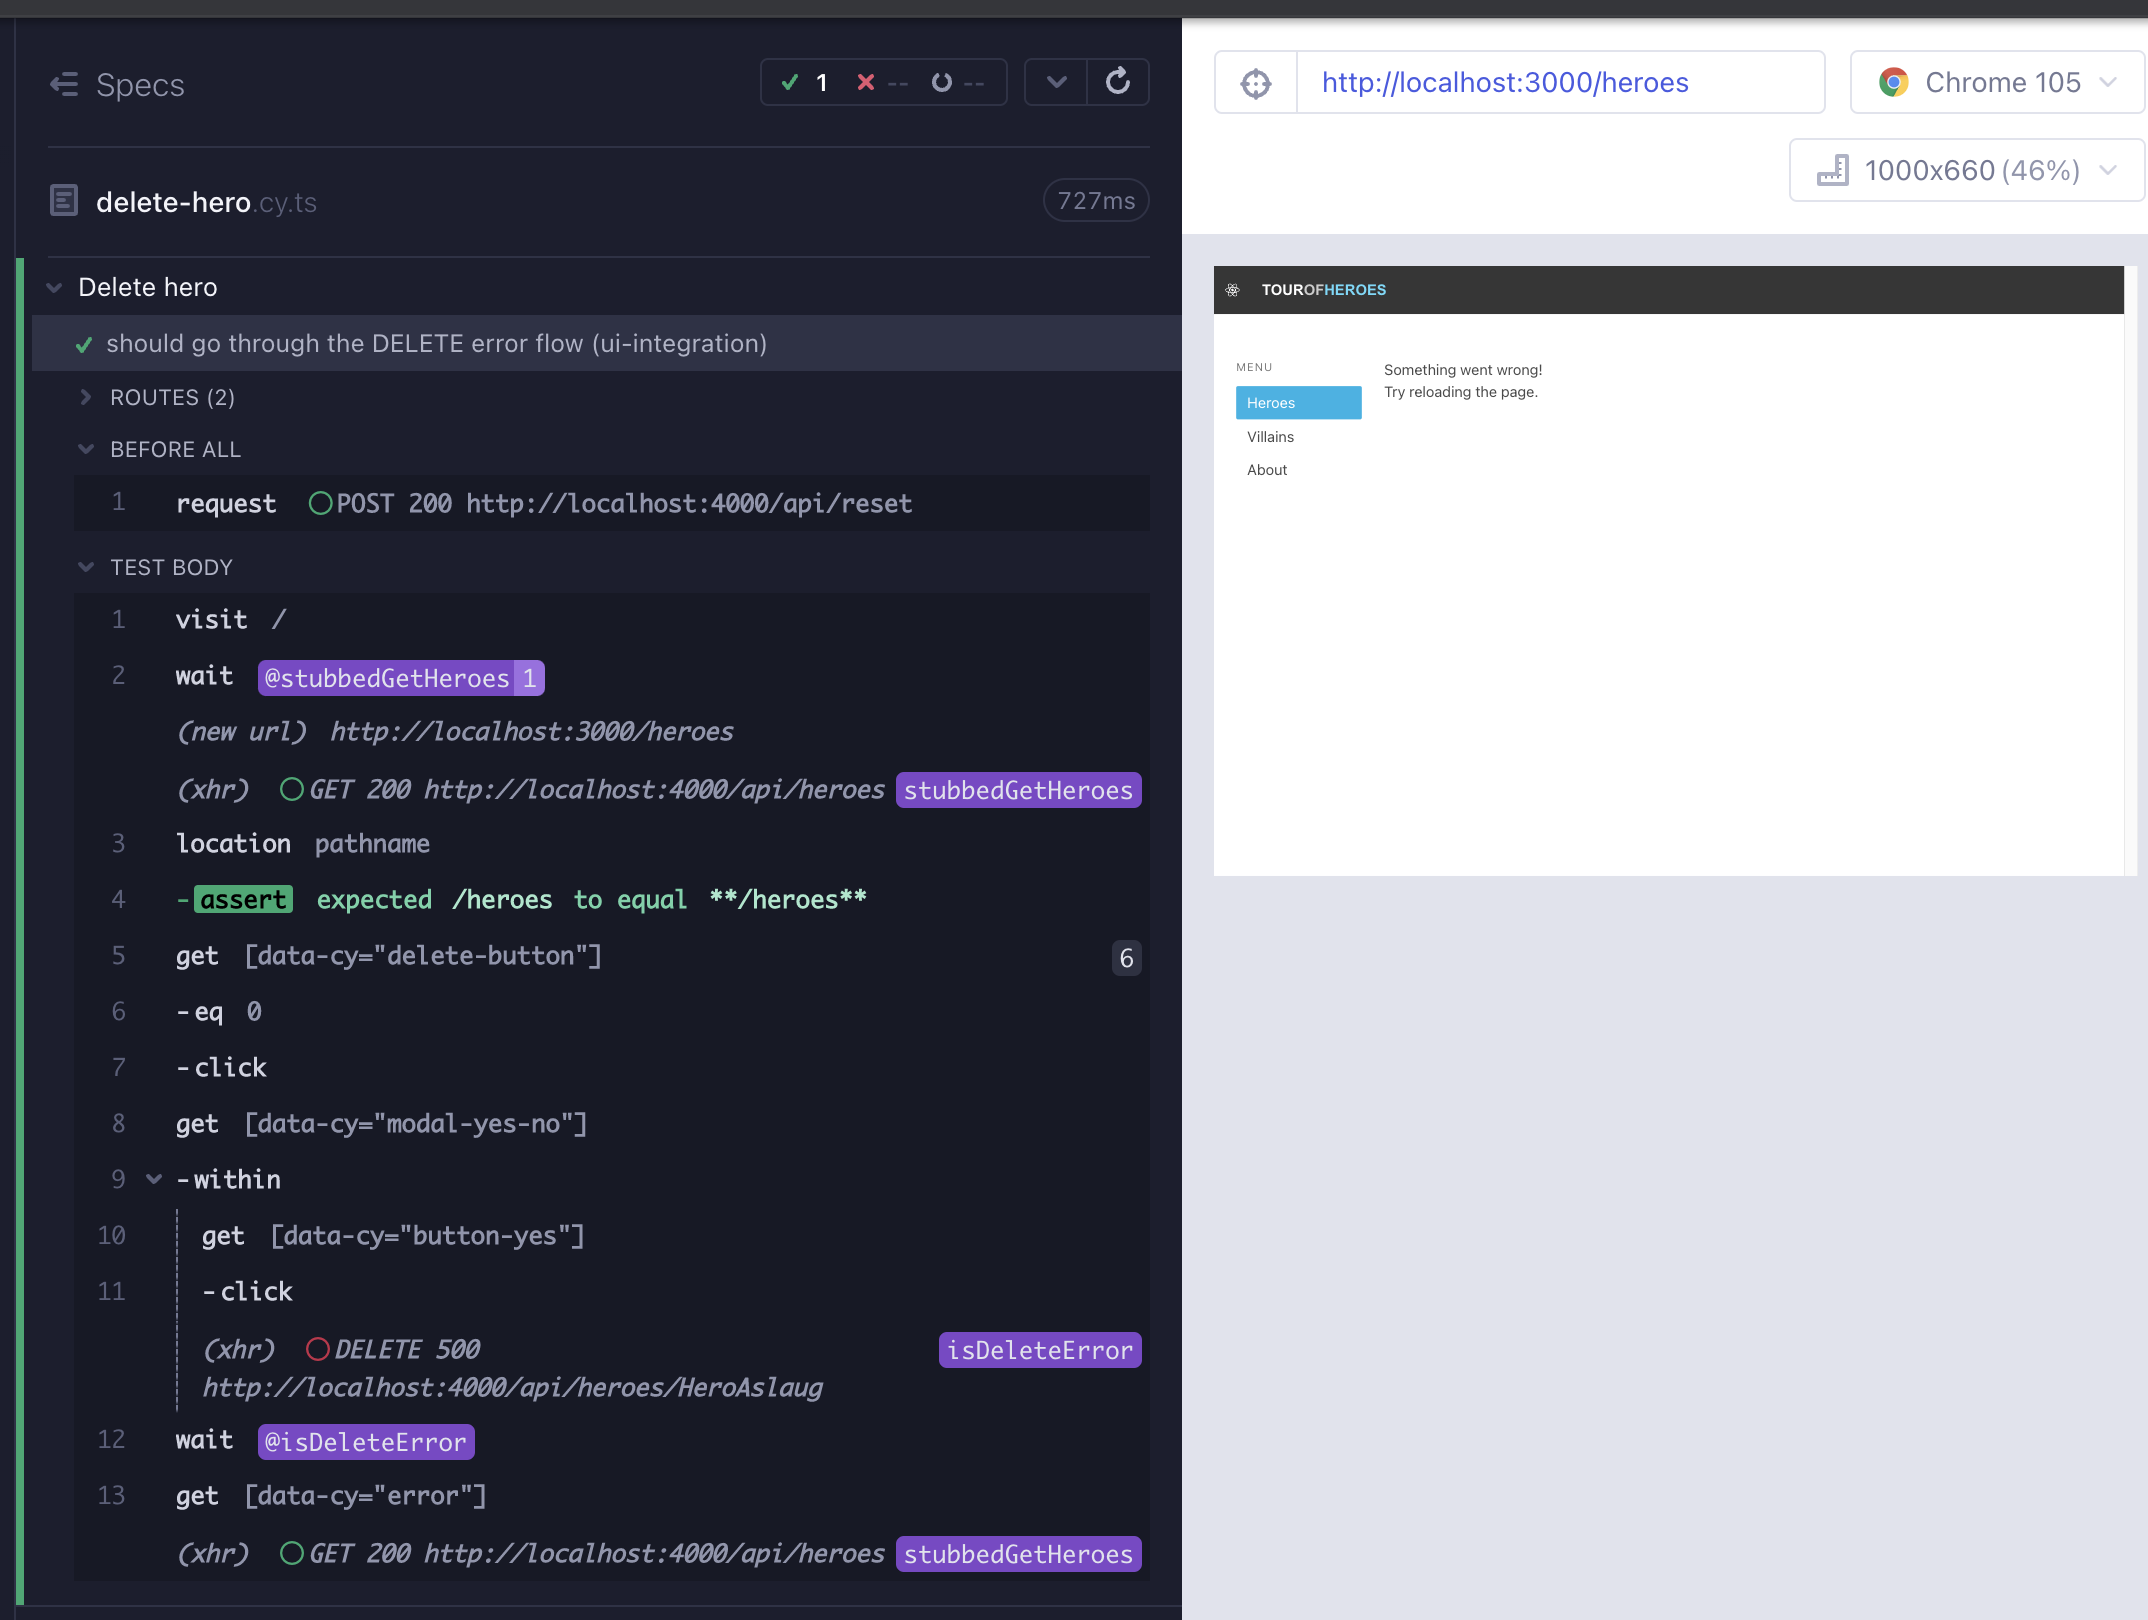 Specs
1 -- --
delete-hero.cy.ts
727ms
Delete hero
should go through the DELETE error flow (ui-integration)
ROUTES (2)
BEFORE ALL
1 request POST 200 http://localhost:4000/api/reset
TEST BODY
1 visit /
2 wait @stubbedGetHeroes 1
(new url) http://localhost:3000/heroes
(xhr) GET 200 http://localhost:4000/api/heroes stubbedGetHeroes
3 location pathname
4 -assert expected /heroes to equal **/heroes**
5 get [data-cy="delete-button"] 6
6 -eq 0
7 -click
8 get [data-cy="modal-yes-no"]
9 -within
10 get [data-cy="button-yes"]
11 -click
(xhr) DELETE 500 isDeleteError
http://localhost:4000/api/heroes/HeroAslaug
12 wait @isDeleteError
13 get [data-cy="error"]
(xhr) GET 200 http://localhost:4000/api/heroes stubbedGetHeroes
http://localhost:3000/heroes
Chrome 105
1000x660 (46%)
TOUROFHEROES
MENU
Heroes
Villains
About
Something went wrong!
Try reloading the page.